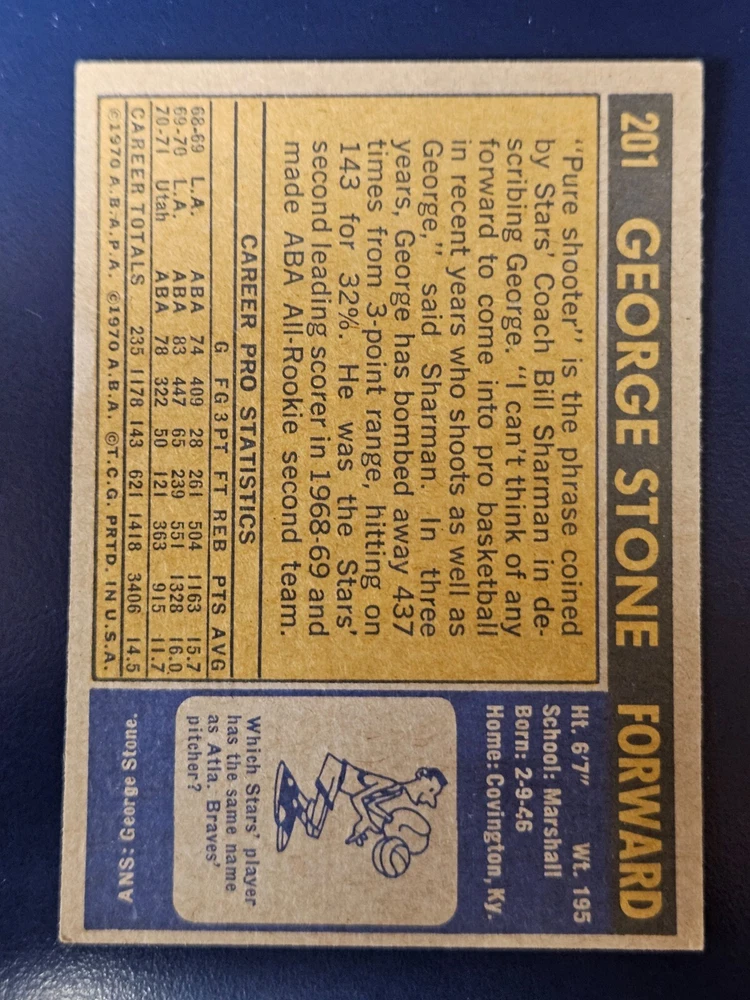 201 GEORGE STONE FORWARD
"Pure shooter" is the phrase coined
by Stars' Coach Bill Sharman in de-
scribing George. "I can't think of any
forward to come into pro basketball
in recent years who shoots as well as
George," said Sharman. In three
years, George has bombed away 437
times from 3-point range, hitting on
143 for 32%. He was the Stars'
second leading scorer in 1968-69 and
made ABA All-Rookie second team.
CAREER PRO STATISTICS
G FG 3PT FT REB PTS AVG
68-69 L.A. ABA 74 409 28 261 504 1163 15.7
69-70 L.A. ABA 83 447 65 239 551 1328 16.0
70-71 Utah ABA 78 322 50 121 363 915 11.7
CAREER TOTALS 235 1178 143 621 1418 3406 14.5
©1970 A.B.A.P.A. ©1970 A.B.A ©T.C.G. PRTD. IN U.S.A.
Ht. 6'7" Wt. 195
School: Marshall
Born: 2-9-46
Home: Covington, Ky.
Which Stars' player
has the same name
as Atla. Braves'
pitcher?
ANS: George Stone.